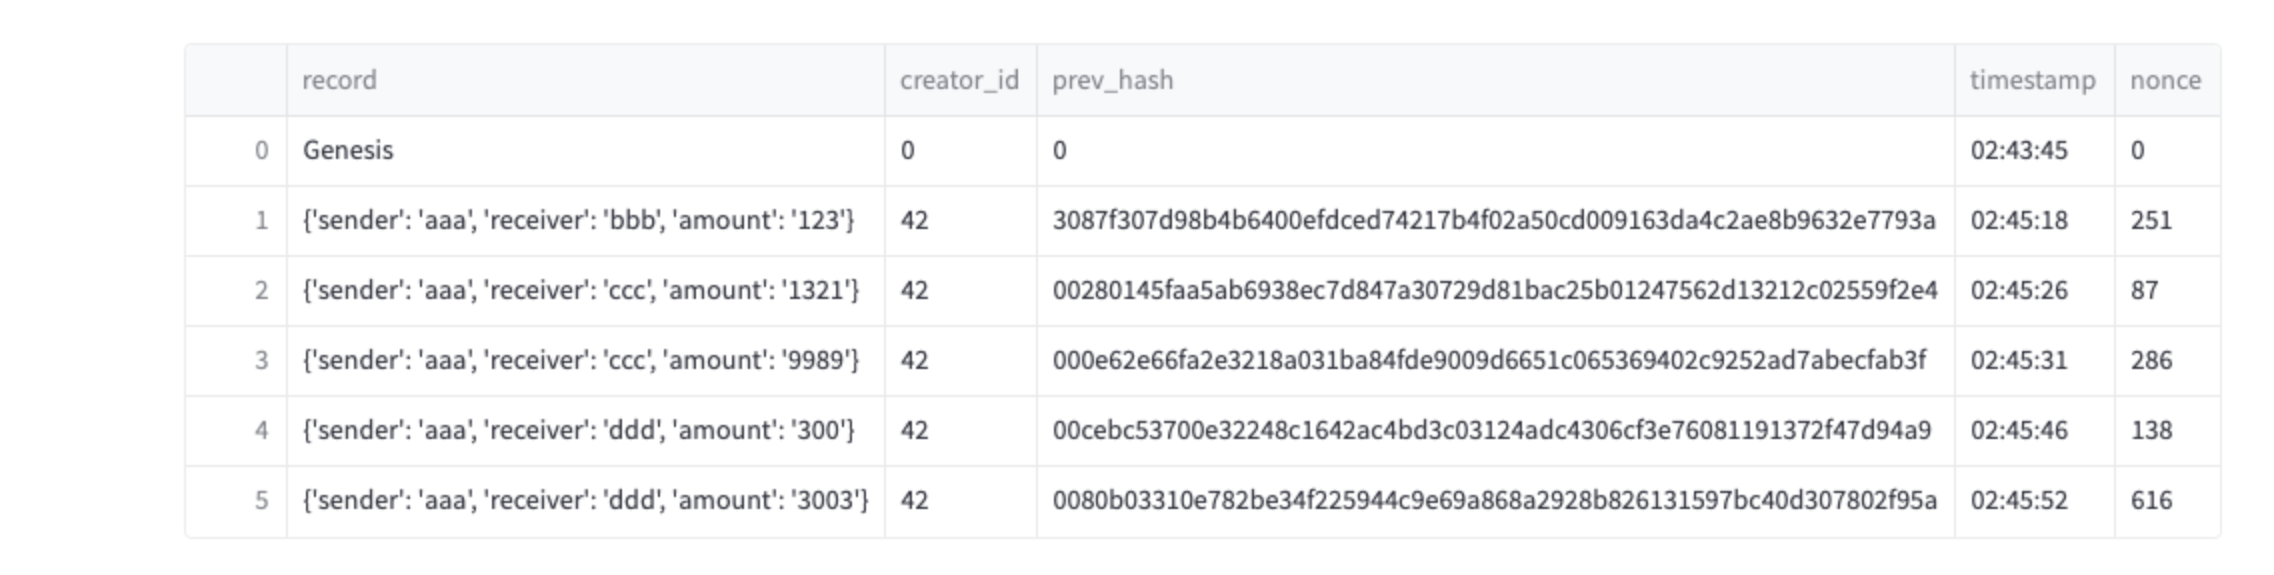 record creator_id prev_hash timestamp nonce
0 Genesis 0 0 02:43:45 0
1 {'sender': 'aaa', 'receiver': 'bbb', 'amount': '123'} 42 3087f307d98b4b6400efdced74217b4f02a50cd009163da4c2ae8b9632e7793a 02:45:18 251
2 {'sender': 'aaa', 'receiver': 'ccc', 'amount': '1321'} 42 00280145faa5ab6938ec7d847a30729d81bac25b01247562d13212c02559f2e4 02:45:26 87
3 {'sender': 'aaa', 'receiver': 'ccc', 'amount': '9989'} 42 000e62e66fa2e3218a031ba84fde9009d6651c065369402c9252ad7abecfab3f 02:45:31 286
4 {'sender': 'aaa', 'receiver': 'ddd', 'amount': '300'} 42 00cebc53700e32248c1642ac4bd3c03124adc4306cf3e76081191372f47d94a9 02:45:46 138
5 {'sender': 'aaa', 'receiver': 'ddd', 'amount': '3003'} 42 0080b03310e782be34f225944c9e69a868a2928b826131597bc40d307802f95a 02:45:52 616